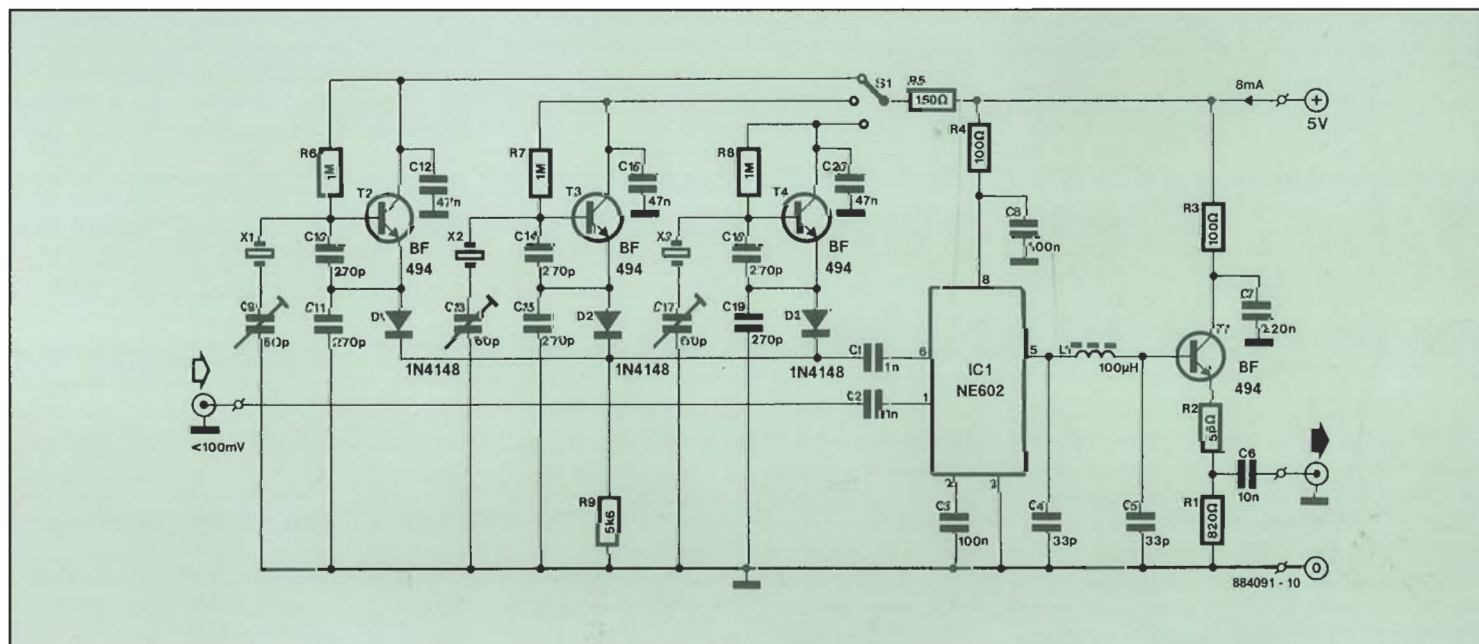 S1
R5
150Ω
8mA
+
5V
R4
100Ω
R6
1M
C12
47n
T2
BF
494
R7
1M
C16
47n
T3
BF
494
R8
1M
47n
T4
BF
494
C8
100n
R3
100Ω
X1
270p
X2
C14
270p
270p
60p
C11
270p
D1
60p
270p
D2
C17
60p
C19
270p
1N4148
1N4148
1N4148
C1
1n
C2
1n
8
6
1
5
IC1
NE602
2
3
L1
100µH
C7
220n
T1
BF
494
R2
56Ω
C6
10n
R1
820Ω
<100mV
R9
5k6
C3
100n
C4
33p
C5
33p
884091 - 10
0